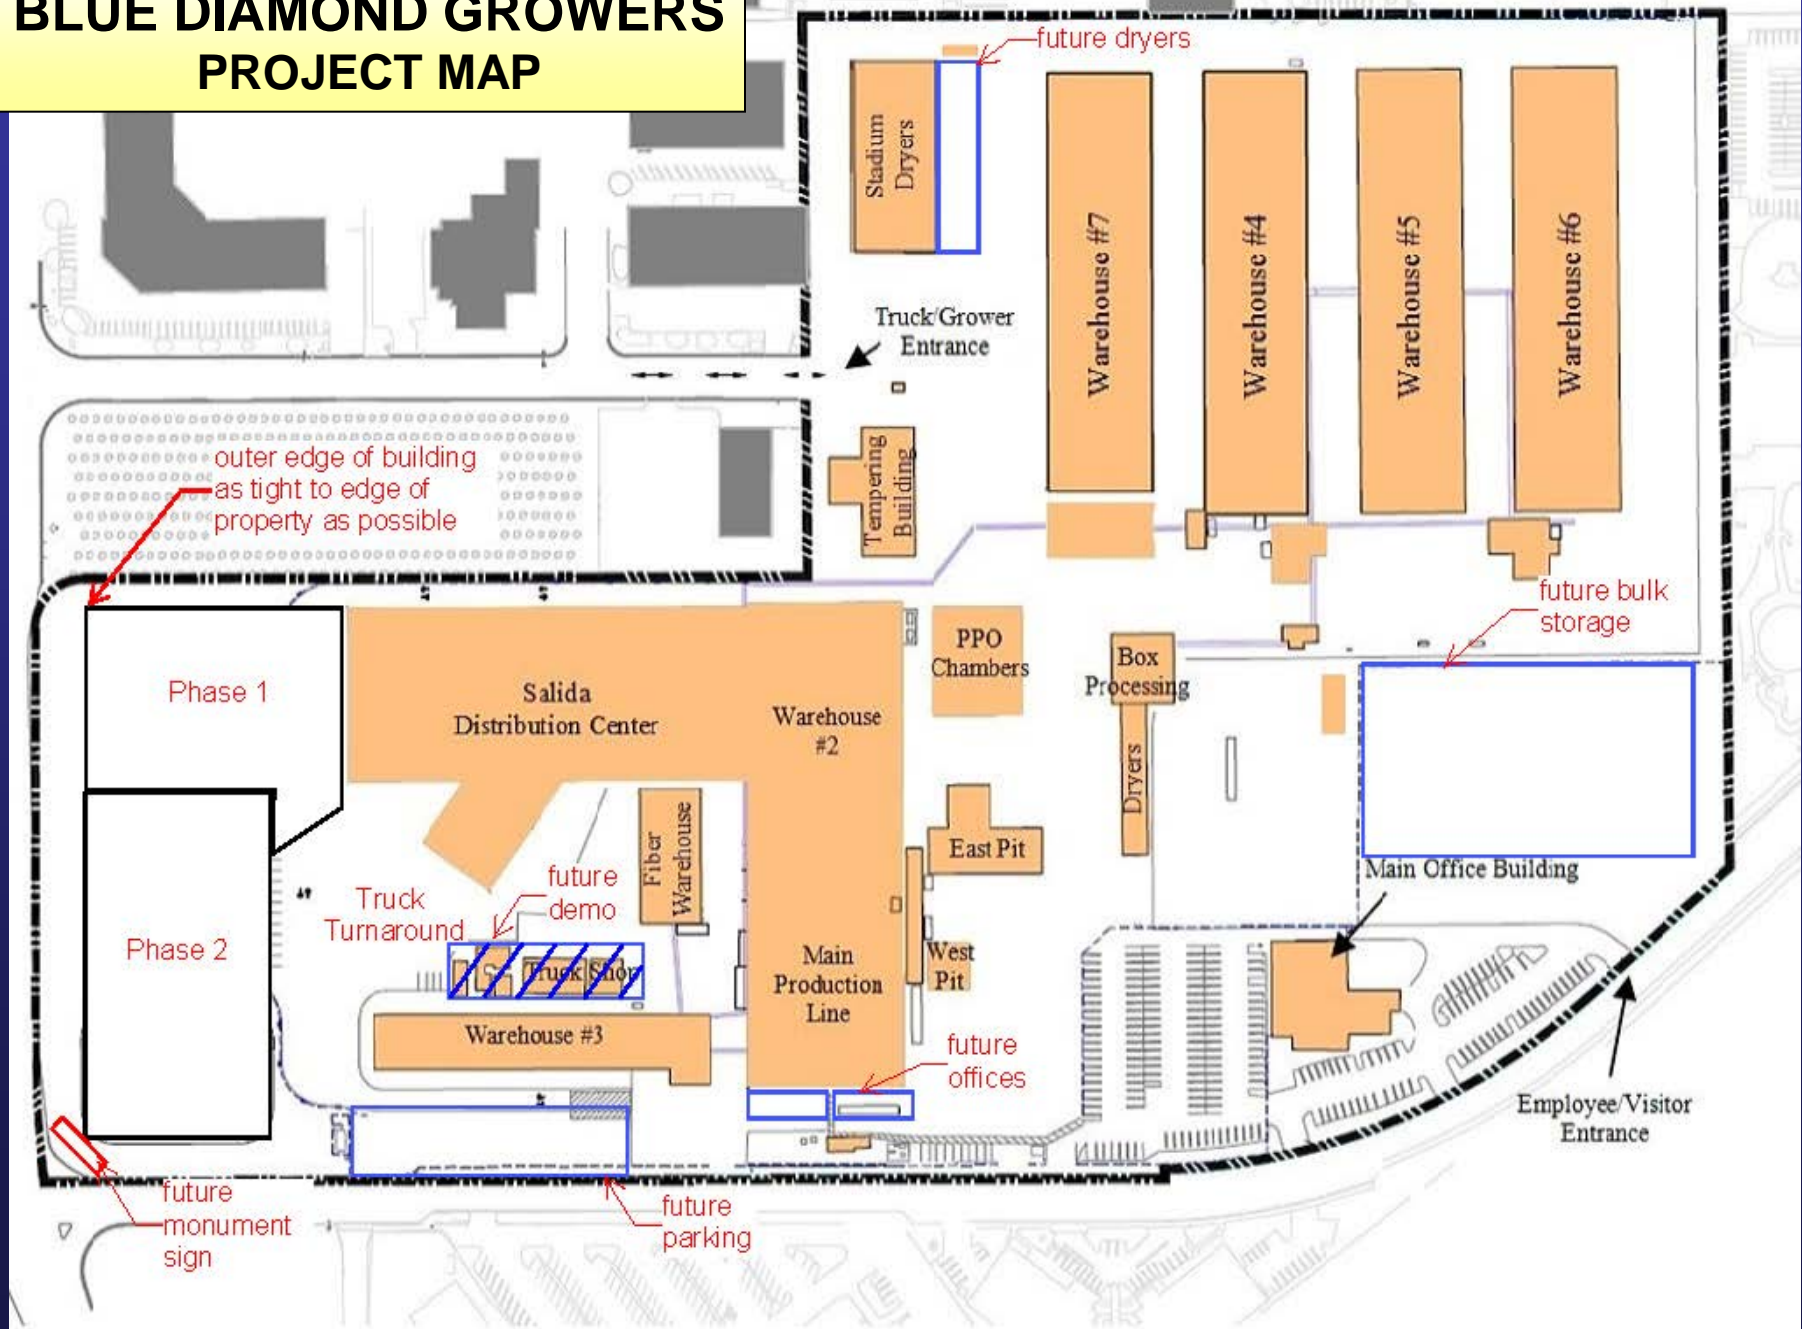 BLUE DIAMOND GROWERS
PROJECT MAP
future dryers
Stadium
Dryers
Warehouse #7
Warehouse #4
Warehouse #5
Warehouse #6
Truck/Grower
Entrance
outer edge of building
as tight to edge of
property as possible
Tempering
Building
future bulk
storage
Phase 1
Salida
Distribution Center
Warehouse
#2
PPO
Chambers
Box
Processing
Dryers
Fiber
Warehouse
East Pit
Main Office Building
future
demo
Truck
Turnaround
Phase 2
Truck Shop
Main
Production
Line
West
Pit
Warehouse #3
future
offices
Employee/Visitor
Entrance
future
monument
sign
future
parking